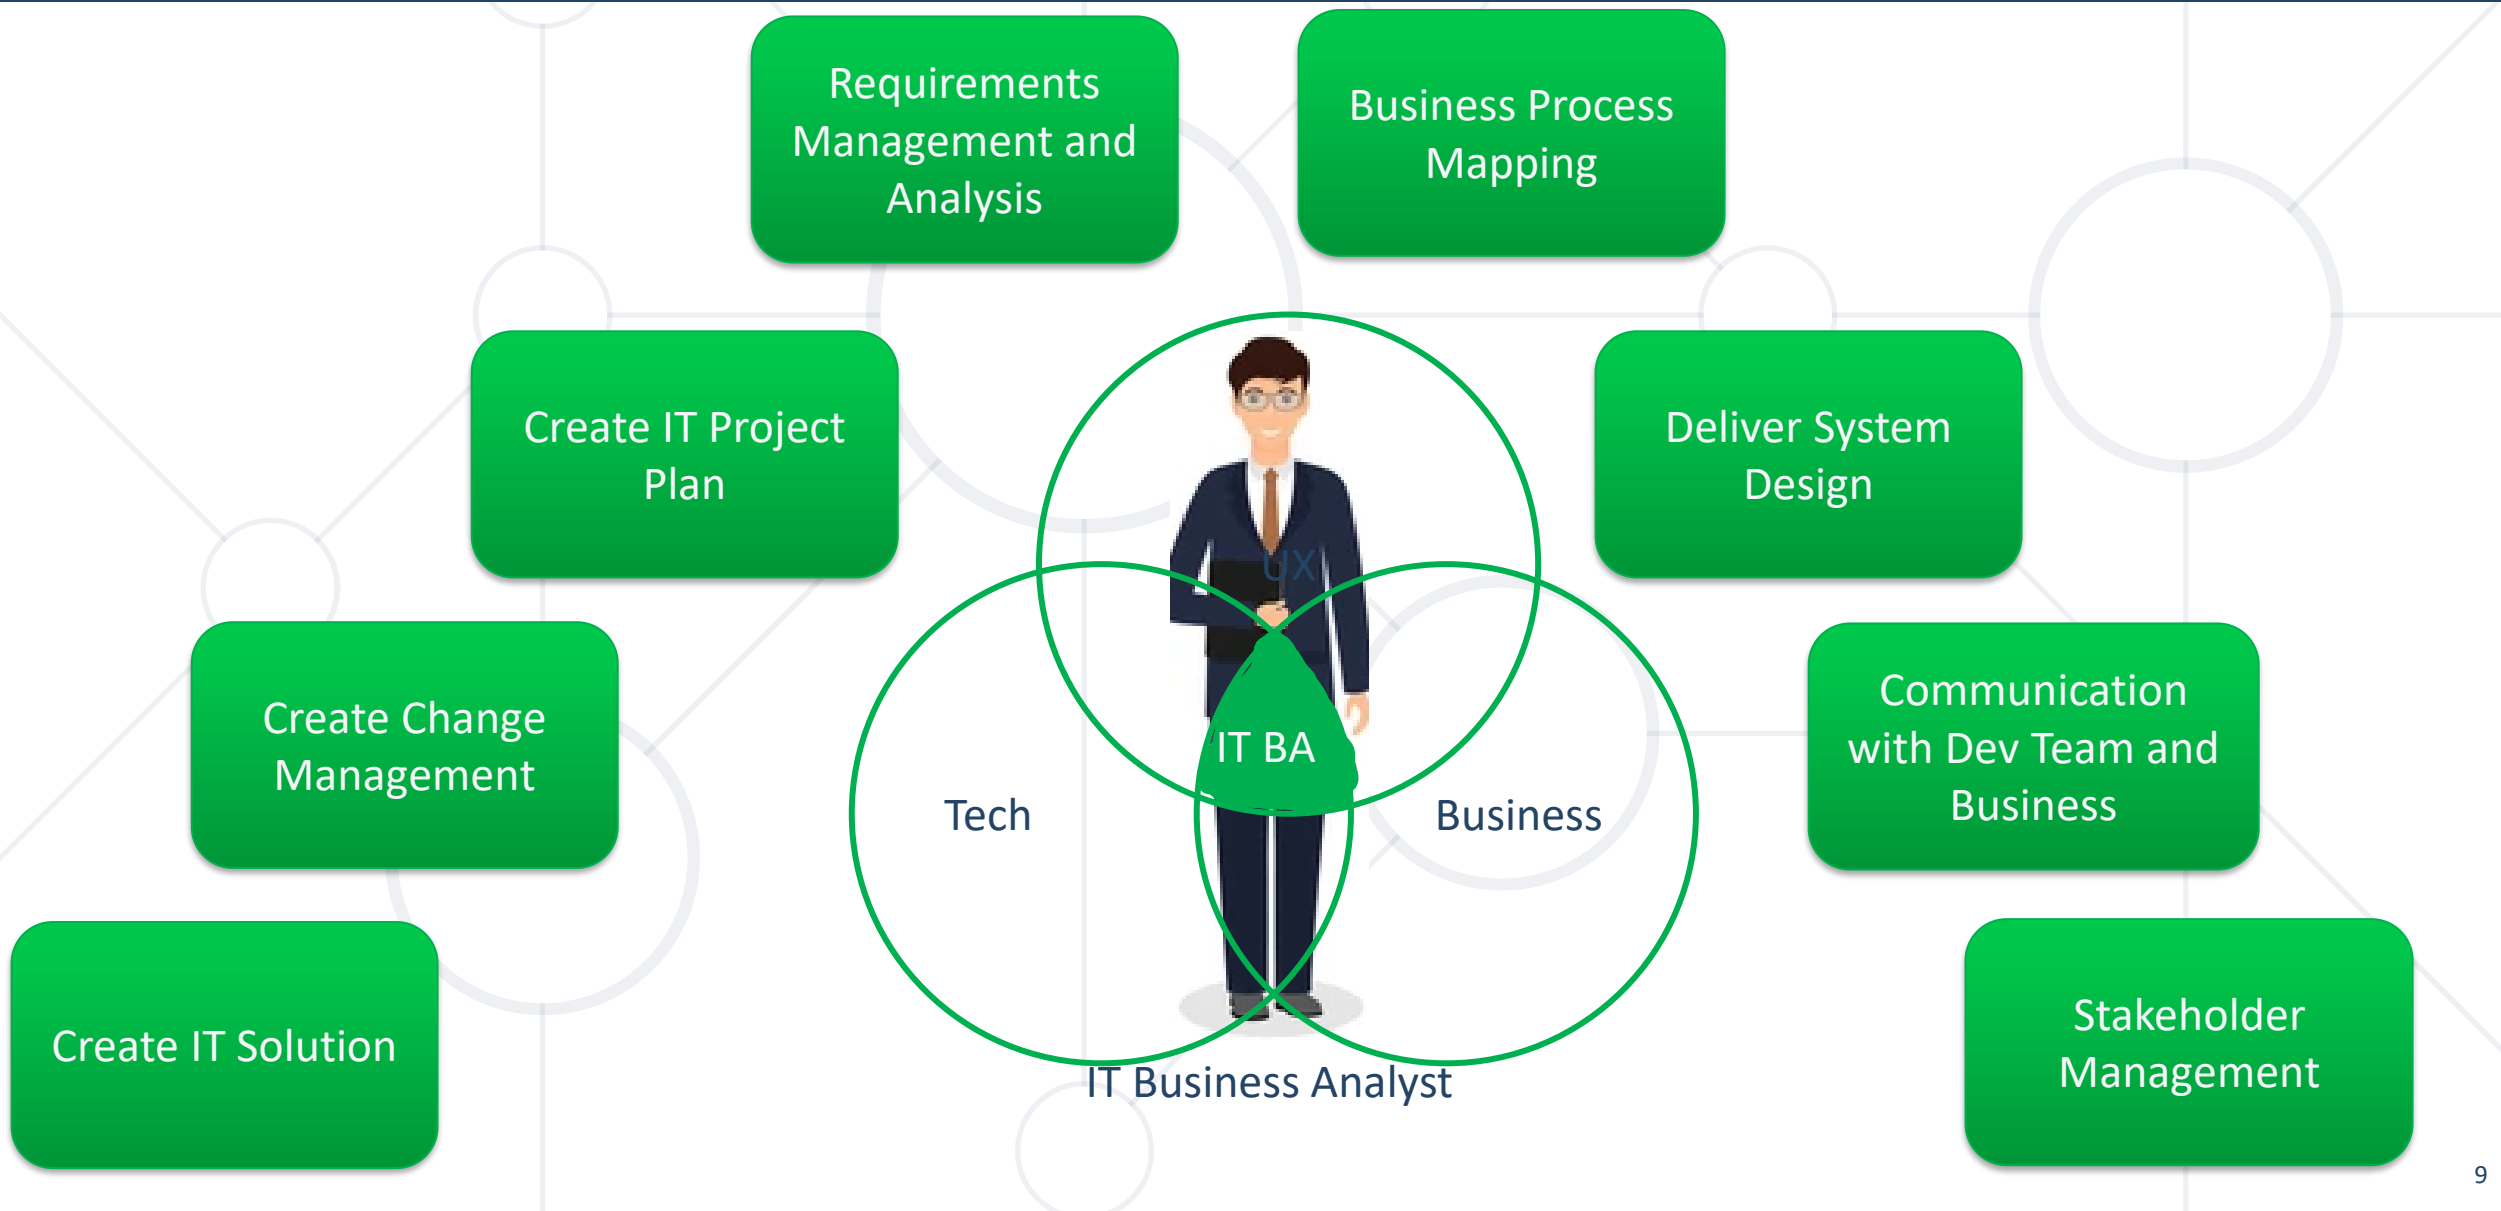 Requirements
Management and
Analysis
Business Process
Mapping
Create IT Project
Plan
Deliver System
Design
UX
Create Change
Management
IT BA
Tech
Business
Communication
with Dev Team and
Business
Create IT Solution
IT Business Analyst
Stakeholder
Management
9